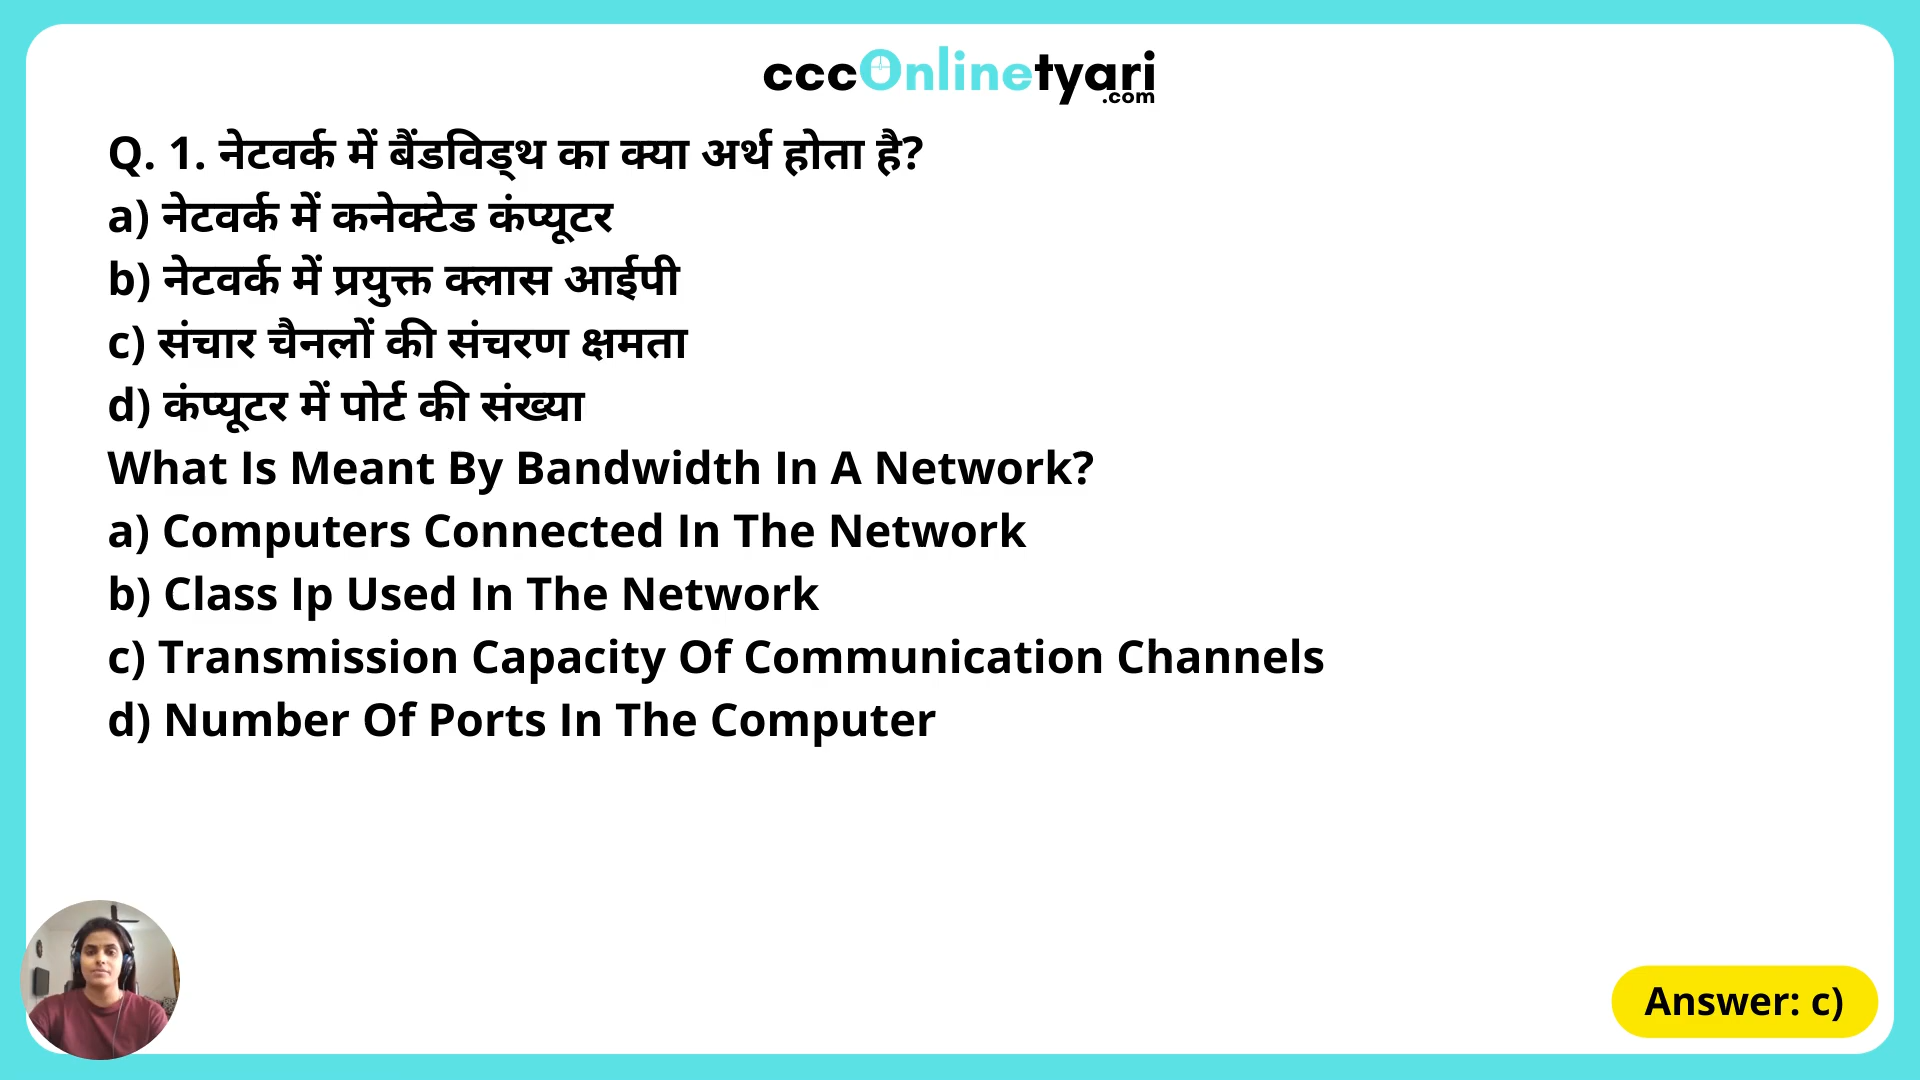 cccOnlinetyari
.com
Q. 1. नेटवर्क में बैंडविड्थ का क्या अर्थ होता है?
a) नेटवर्क में कनेक्टेड कंप्यूटर
b) नेटवर्क में प्रयुक्त क्लास आईपी
c) संचार चैनलों की संचरण क्षमता
d) कंप्यूटर में पोर्ट की संख्या
What Is Meant By Bandwidth In A Network?
a) Computers Connected In The Network
b) Class Ip Used In The Network
c) Transmission Capacity Of Communication Channels
d) Number Of Ports In The Computer
Answer: c)